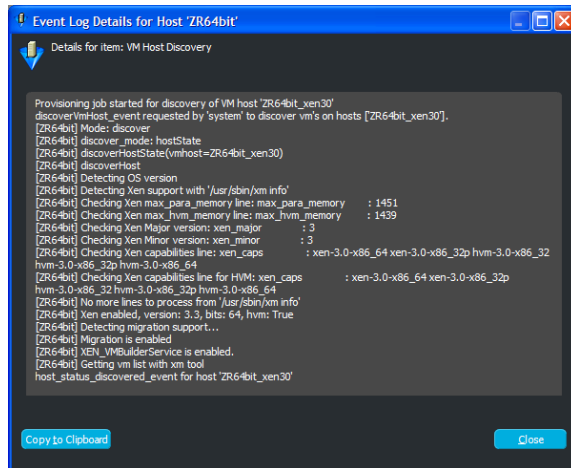 Event Log Details for Host 'ZR64bit'
Details for item: VM Host Discovery
Provisioning job started for discovery of VM host 'ZR64bit_xen30'
discoverVmHost_event requested by 'system' to discover vm's on hosts ['ZR64bit_xen30'].
[ZR64bit] Mode: discover
[ZR64bit] discover_mode: hostState
[ZR64bit] discoverHostState(vmhost=ZR64bit_xen30)
[ZR64bit] discoverHost
[ZR64bit] Detecting OS version
[ZR64bit] Detecting Xen support with '/usr/sbin/xm info'
[ZR64bit] Checking Xen max_para_memory line: max_para_memory : 1451
[ZR64bit] Checking Xen max_hvm_memory line: max_hvm_memory : 1439
[ZR64bit] Checking Xen Major version: xen_major : 3
[ZR64bit] Checking Xen Minor version: xen_minor : 3
[ZR64bit] Checking Xen capabilities line: xen_caps : xen-3.0-x86_64 xen-3.0-x86_32p hvm-3.0-x86_32
hvm-3.0-x86_32p hvm-3.0-x86_64
[ZR64bit] Checking Xen capabilities line for HVM: xen_caps : xen-3.0-x86_64 xen-3.0-x86_32p
hvm-3.0-x86_32 hvm-3.0-x86_32p hvm-3.0-x86_64
[ZR64bit] No more lines to process from '/usr/sbin/xm info'
[ZR64bit] Xen enabled, version: 3.3, bits: 64, hvm: True
[ZR64bit] Detecting migration support...
[ZR64bit] Migration is enabled
[ZR64bit] XEN_VMBuilderService is enabled.
[ZR64bit] Getting vm list with xm tool
host_status_discovered_event for host 'ZR64bit_xen30'
Copy to Clipboard
Close